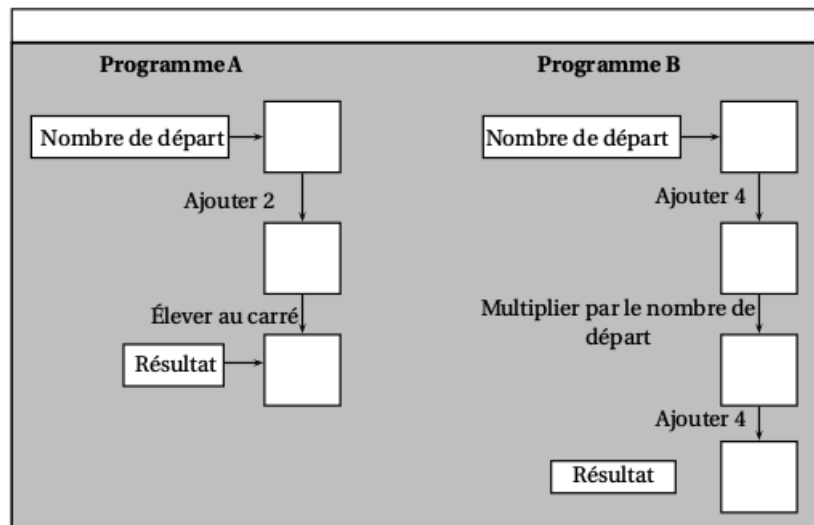 Programme A
Nombre de départ
Ajouter 2
Élever au carré
Résultat
Programme B
Nombre de départ
Ajouter 4
Multiplier par le nombre de
départ
Ajouter 4
Résultat